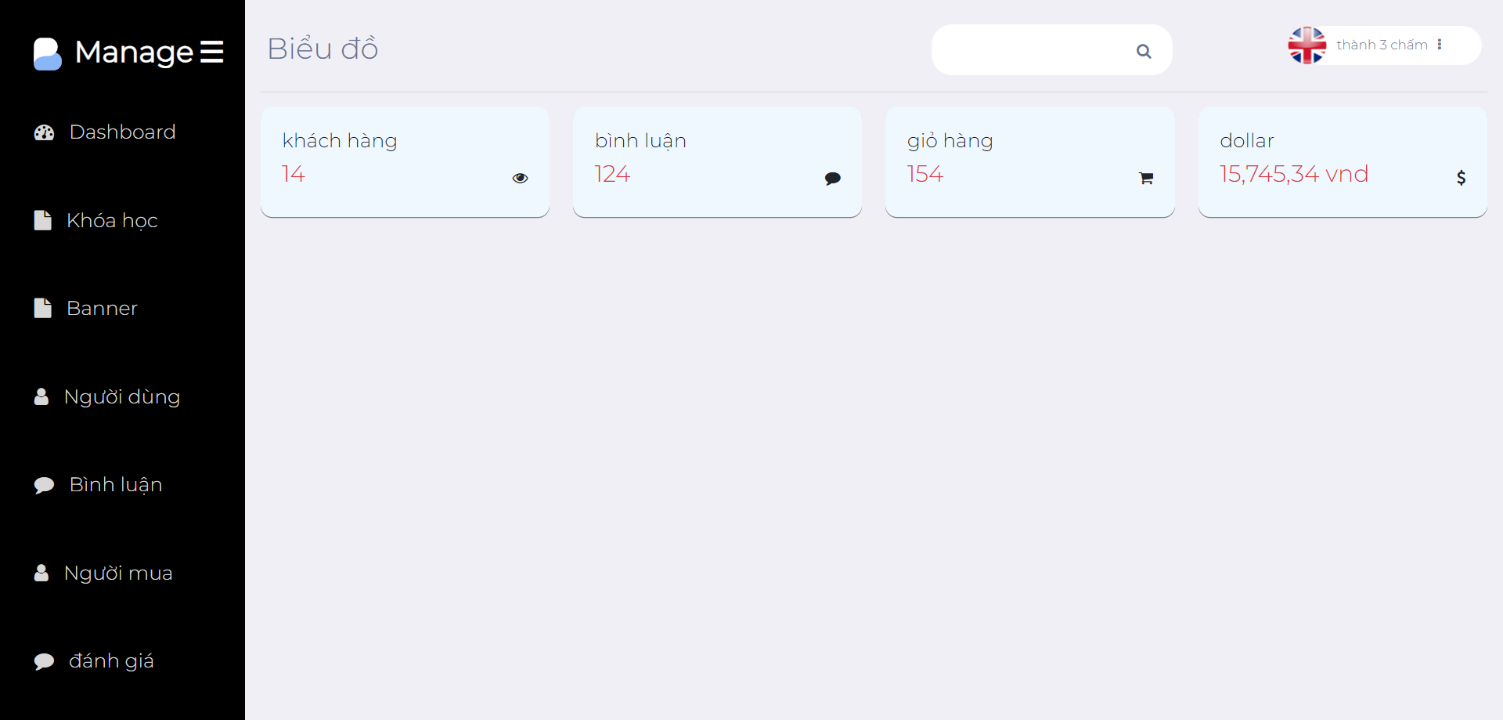 Manage
Dashboard
Khóa học
Banner
Người dùng
Bình luận
Người mua
đánh giá
Biểu đồ
thành 3 chấm
khách hàng
14
bình luận
124
giỏ hàng
154
dollar
15,745,34 vnd
$